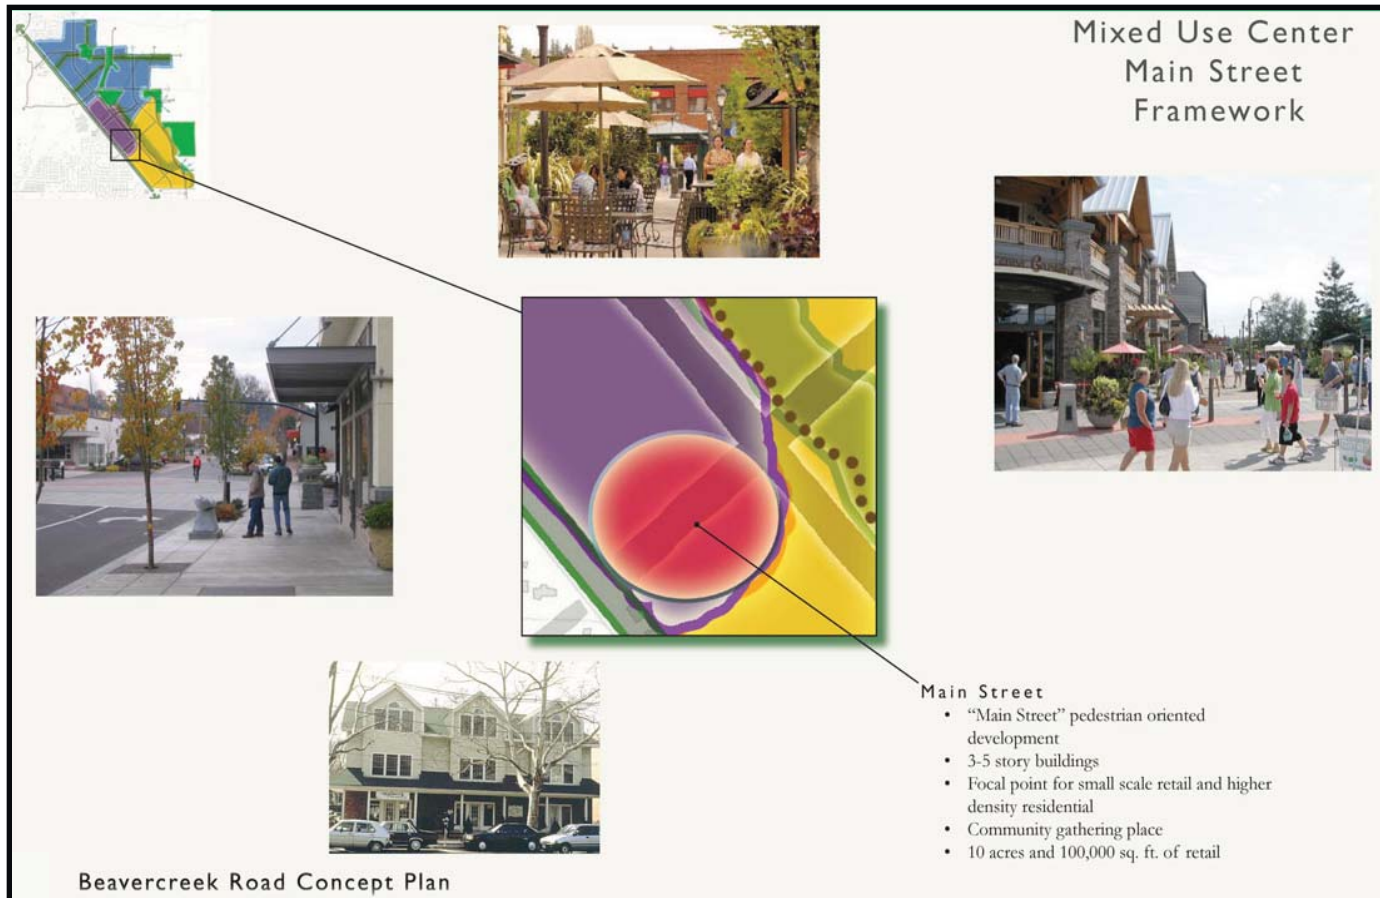 Mixed Use Center
Main Street
Framework
Main Street
• “Main Street” pedestrian oriented
development
• 3-5 story buildings
• Focal point for small scale retail and higher
density residential
• Community gathering place
• 10 acres and 100,000 sq. ft. of retail
Beavercreek Road Concept Plan